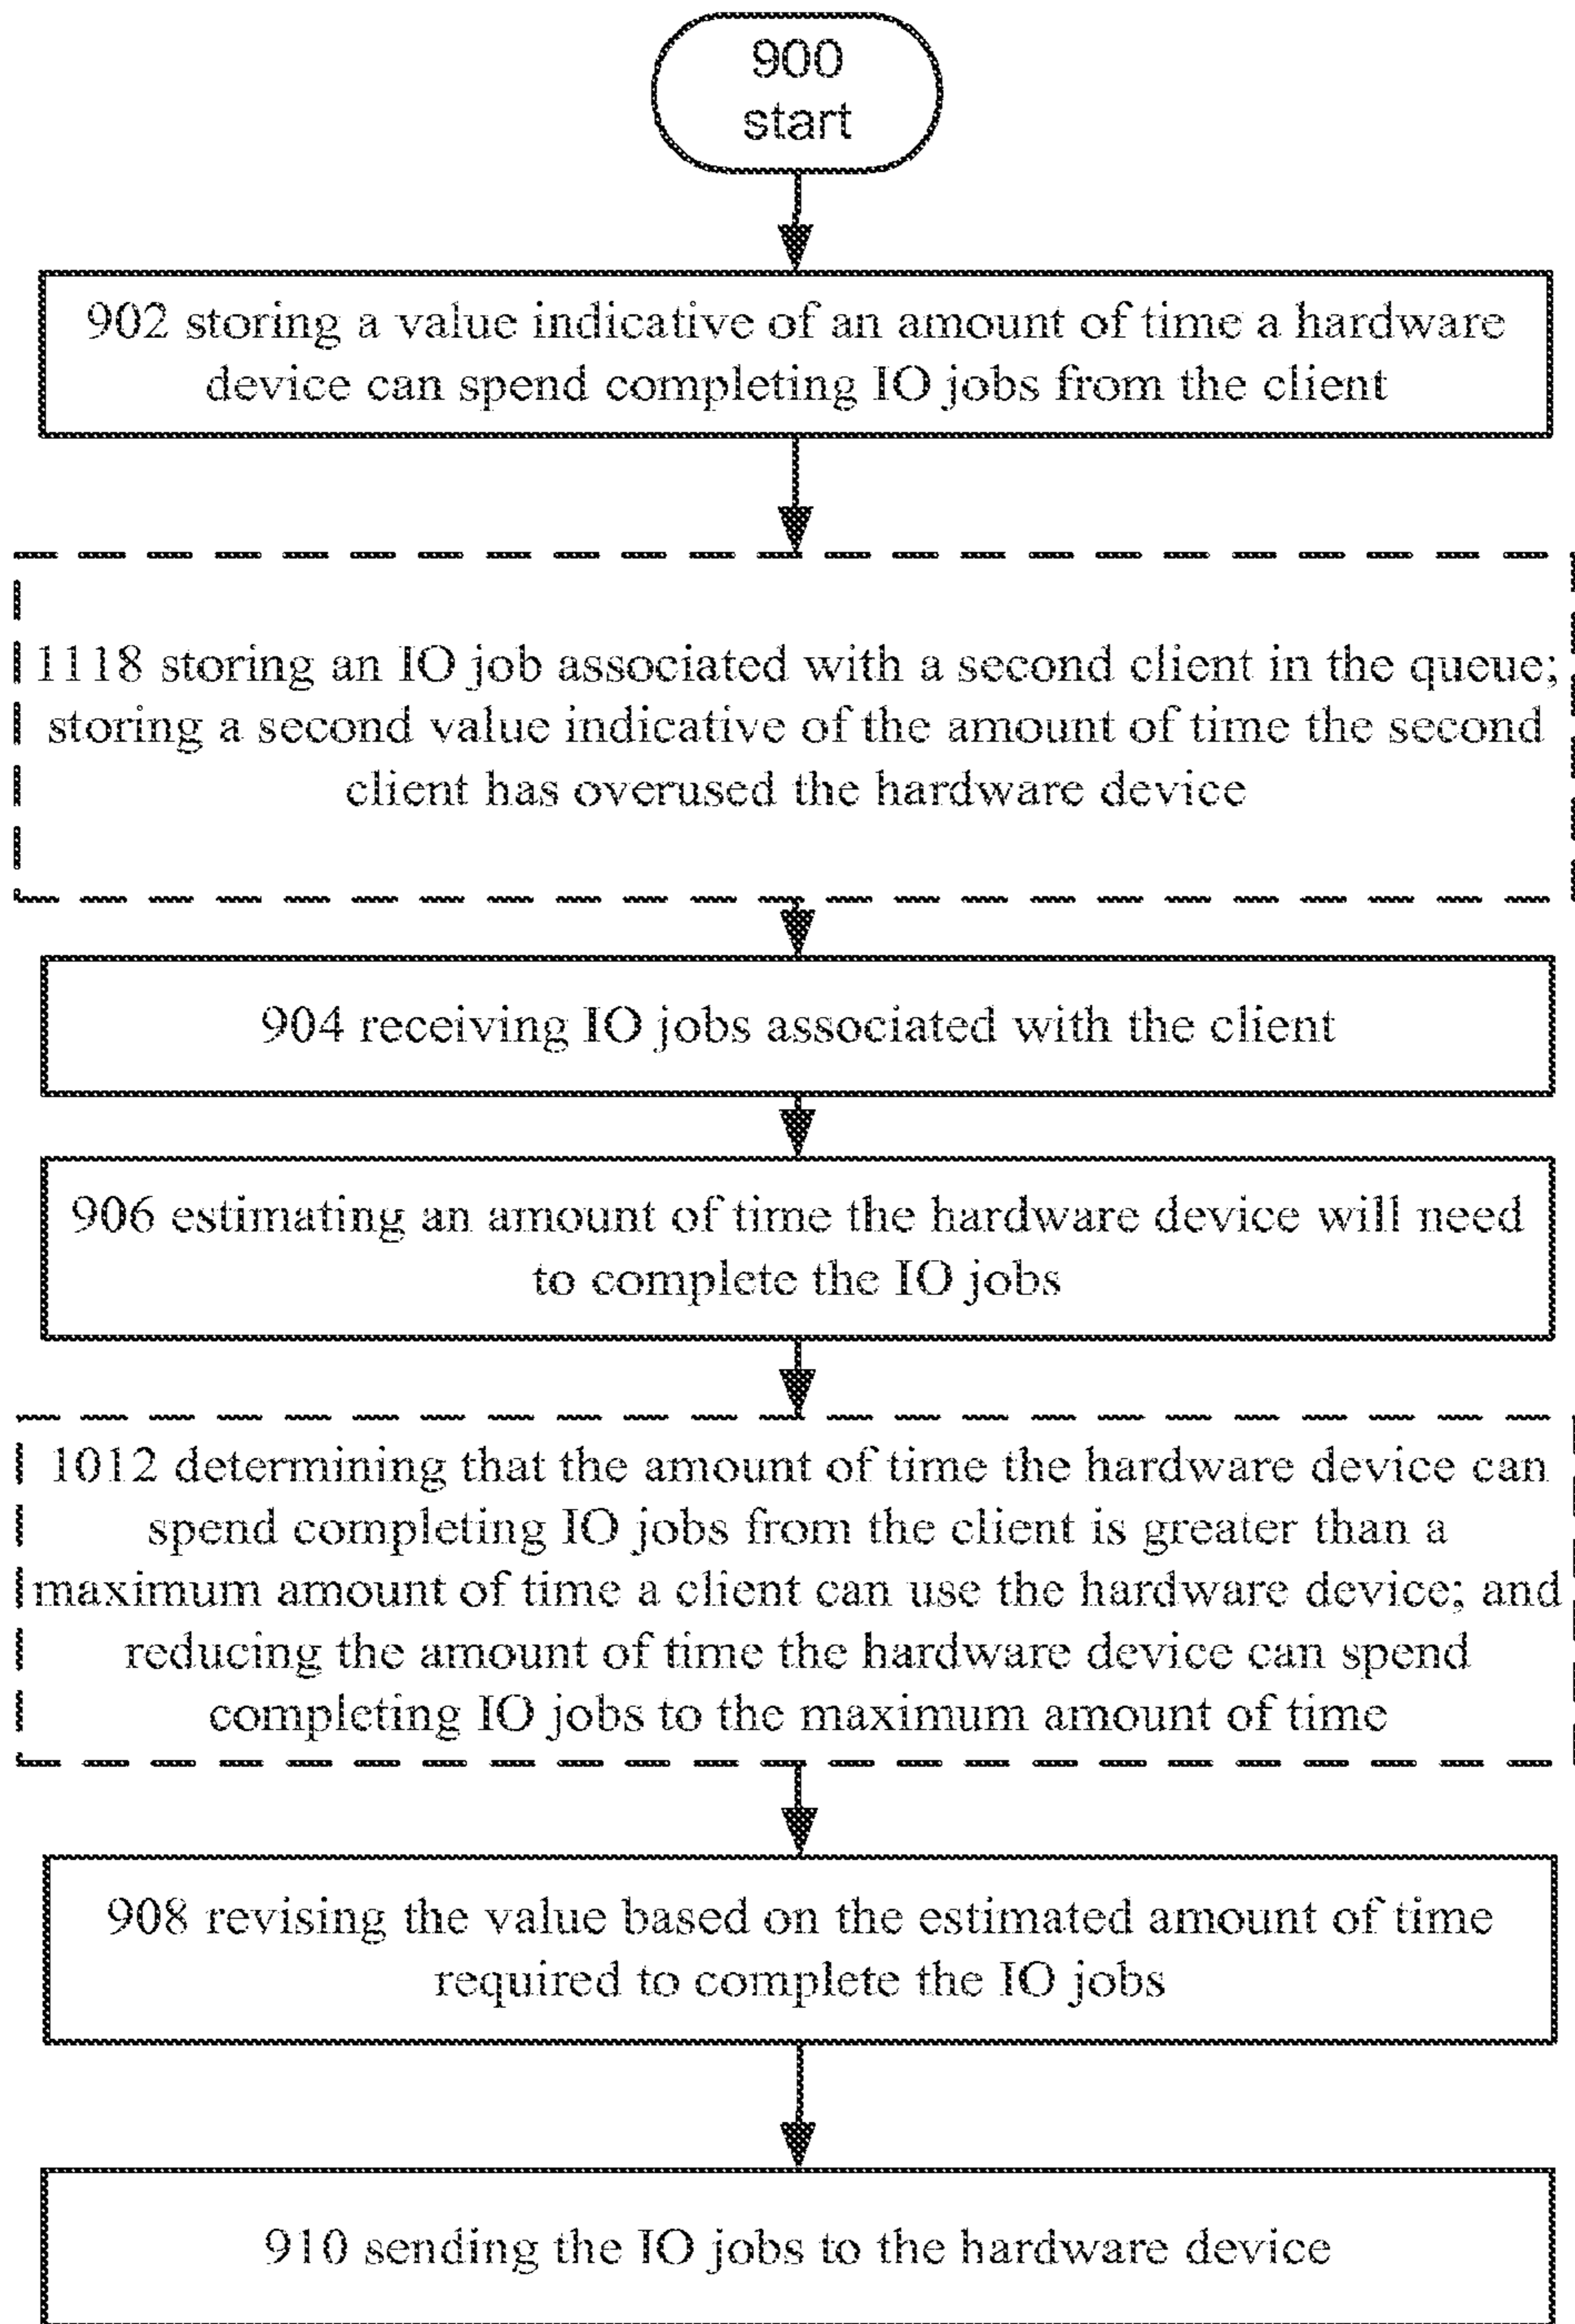 900
start
902 storing a value indicative of an amount of time a hardware
device can spend completing IO jobs from the client
1118 storing an IO job associated with a second client in the queue;
storing a second value indicative of the amount of time the second
client has overused the hardware device
904 receiving IO jobs associated with the client
906 estimating an amount of time the hardware device will need
to complete the IO jobs
1012 determining that the amount of time the hardware device can
spend completing IO jobs from the client is greater than a
maximum amount of time a client can use the hardware device; and
reducing the amount of time the hardware device can spend
completing IO jobs to the maximum amount of time
908 revising the value based on the estimated amount of time
required to complete the IO jobs
910 sending the IO jobs to the hardware device